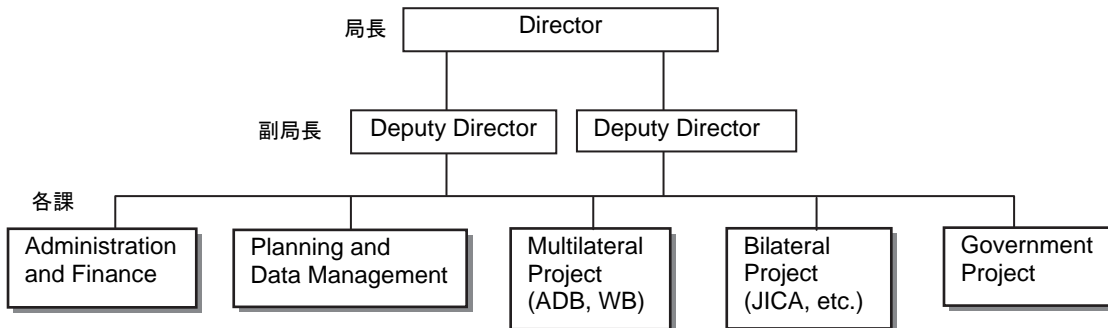 局長
Director
副局長
Deputy Director
Deputy Director
各課
Administration
and Finance
Planning and
Data Management
Multilateral
Project
(ADB, WB)
Bilateral
Project
(JICA, etc.)
Government
Project